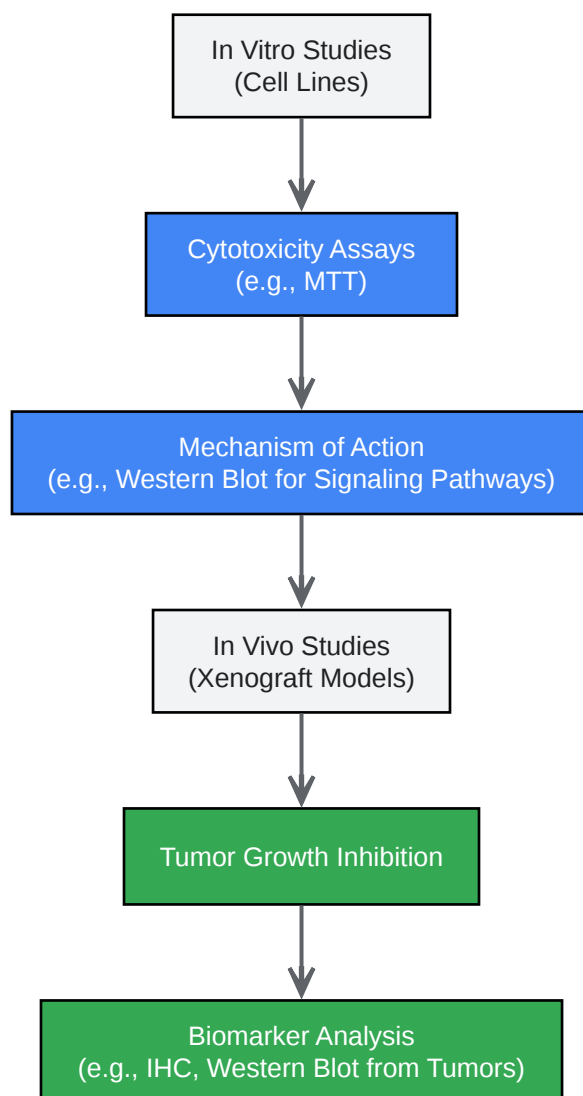 In Vitro Studies
(Cell Lines)
Cytotoxicity Assays
(e.g., MTT)
Mechanism of Action
(e.g., Western Blot for Signaling Pathways)
In Vivo Studies
(Xenograft Models)
Tumor Growth Inhibition
Biomarker Analysis
(e.g., IHC, Western Blot from Tumors)